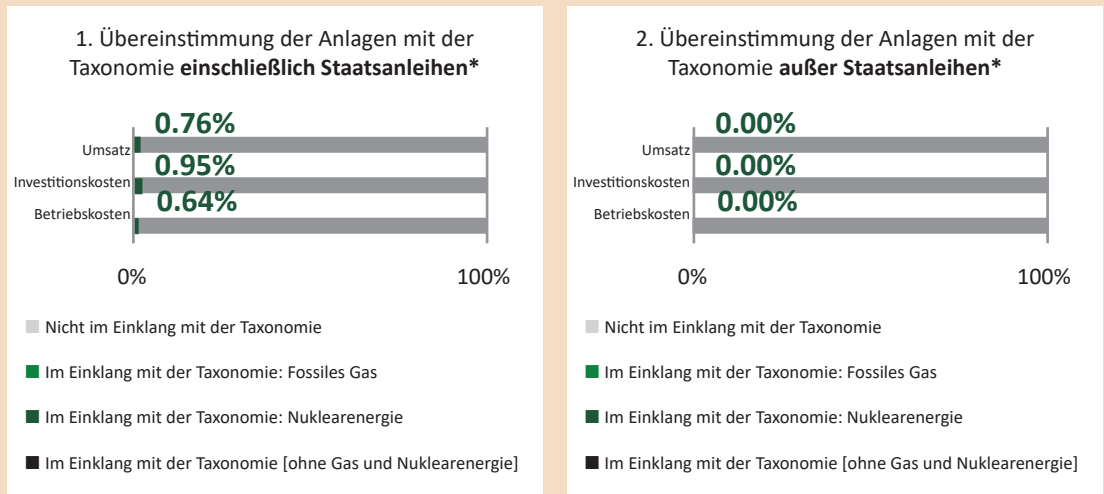 1. Übereinstimmung der Anlagen mit der
Taxonomie einschließlich Staatsanleihen*
0.76%
Umsatz
0.95%
Investitionskosten
0.64%
Betriebskosten
0% 100%
Nicht im Einklang mit der Taxonomie
Im Einklang mit der Taxonomie: Fossiles Gas
Im Einklang mit der Taxonomie: Nuklearenergie
Im Einklang mit der Taxonomie [ohne Gas und Nuklearenergie]
2. Übereinstimmung der Anlagen mit der
Taxonomie außer Staatsanleihen*
0.00%
Umsatz
0.00%
Investitionskosten
0.00%
Betriebskosten
0% 100%
Nicht im Einklang mit der Taxonomie
Im Einklang mit der Taxonomie: Fossiles Gas
Im Einklang mit der Taxonomie: Nuklearenergie
Im Einklang mit der Taxonomie [ohne Gas und Nuklearenergie]